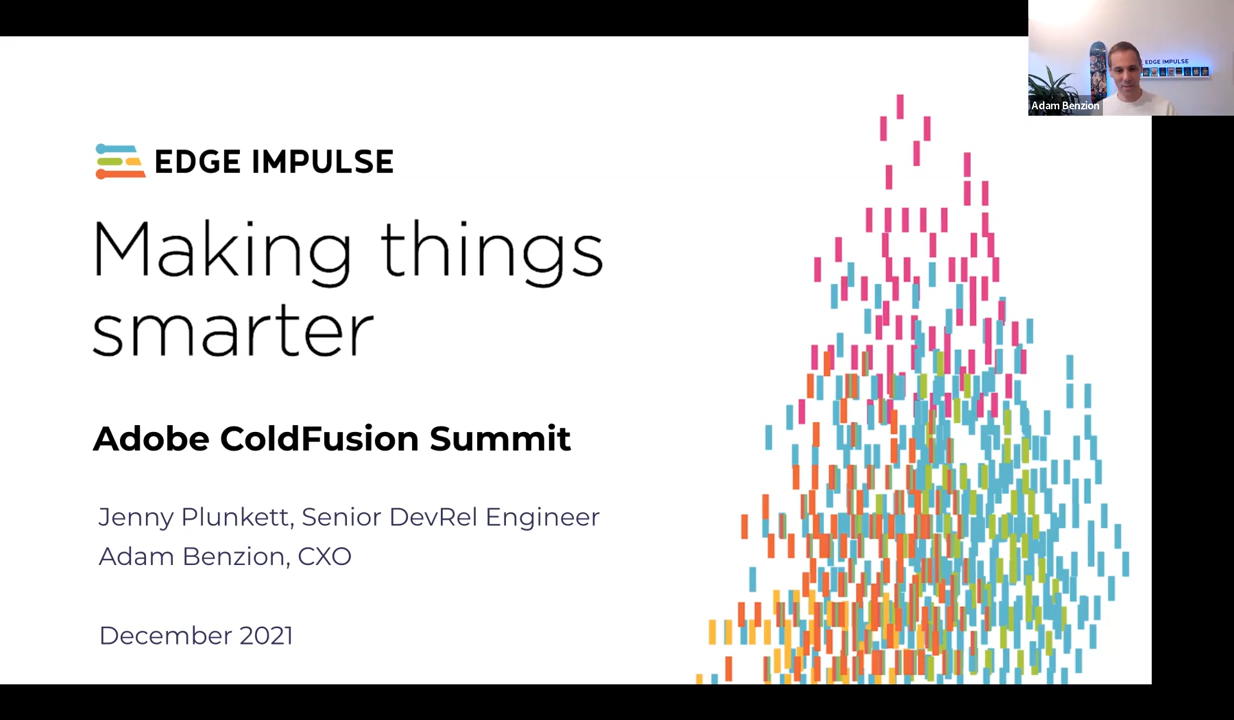 EDGE IMPULSE
Making things
smarter
Adobe ColdFusion Summit
Jenny Plunkett, Senior DevRel Engineer
Adam Benzion, CXO
December 2021
EDGE IMPULSE
Adam Benzion